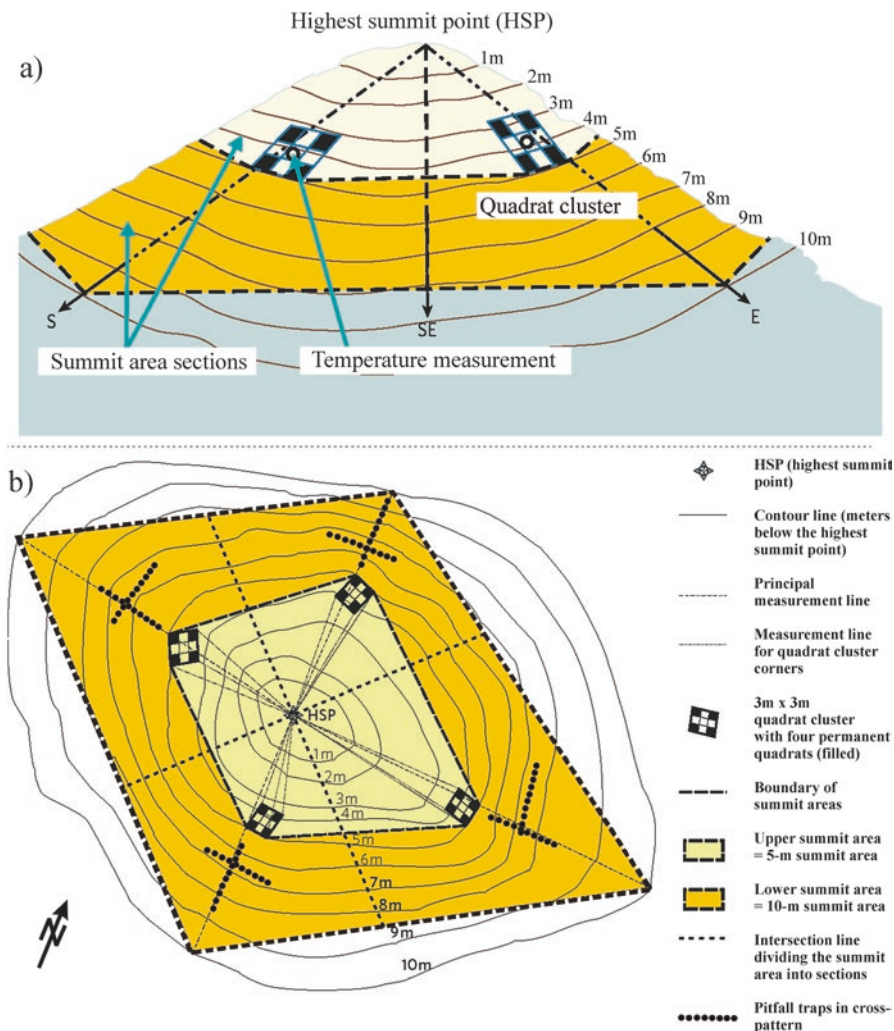 Highest summit point (HSP)
a)
1m
2m
3m
4m
5m
6m
7m
8m
9m
10m
Quadrat cluster
S
SE
E
Summit area sections
Temperature measurement
b)
HSP
1m
2m
3m
4m
5m
6m
7m
8m
9m
10m
N
HSP (highest summit
point)
Contour line (meters
below the highest
summit point)
Principal
measurement line
Measurement line
for quadrat cluster
corners
3m x 3m
quadrat cluster
with four permanent
quadrats (filled)
Boundary of
summit areas
Upper summit area
= 5-m summit area
Lower summit area
= 10-m summit area
Intersection line
dividing the summit
area into sections
Pitfall traps in cross-
pattern